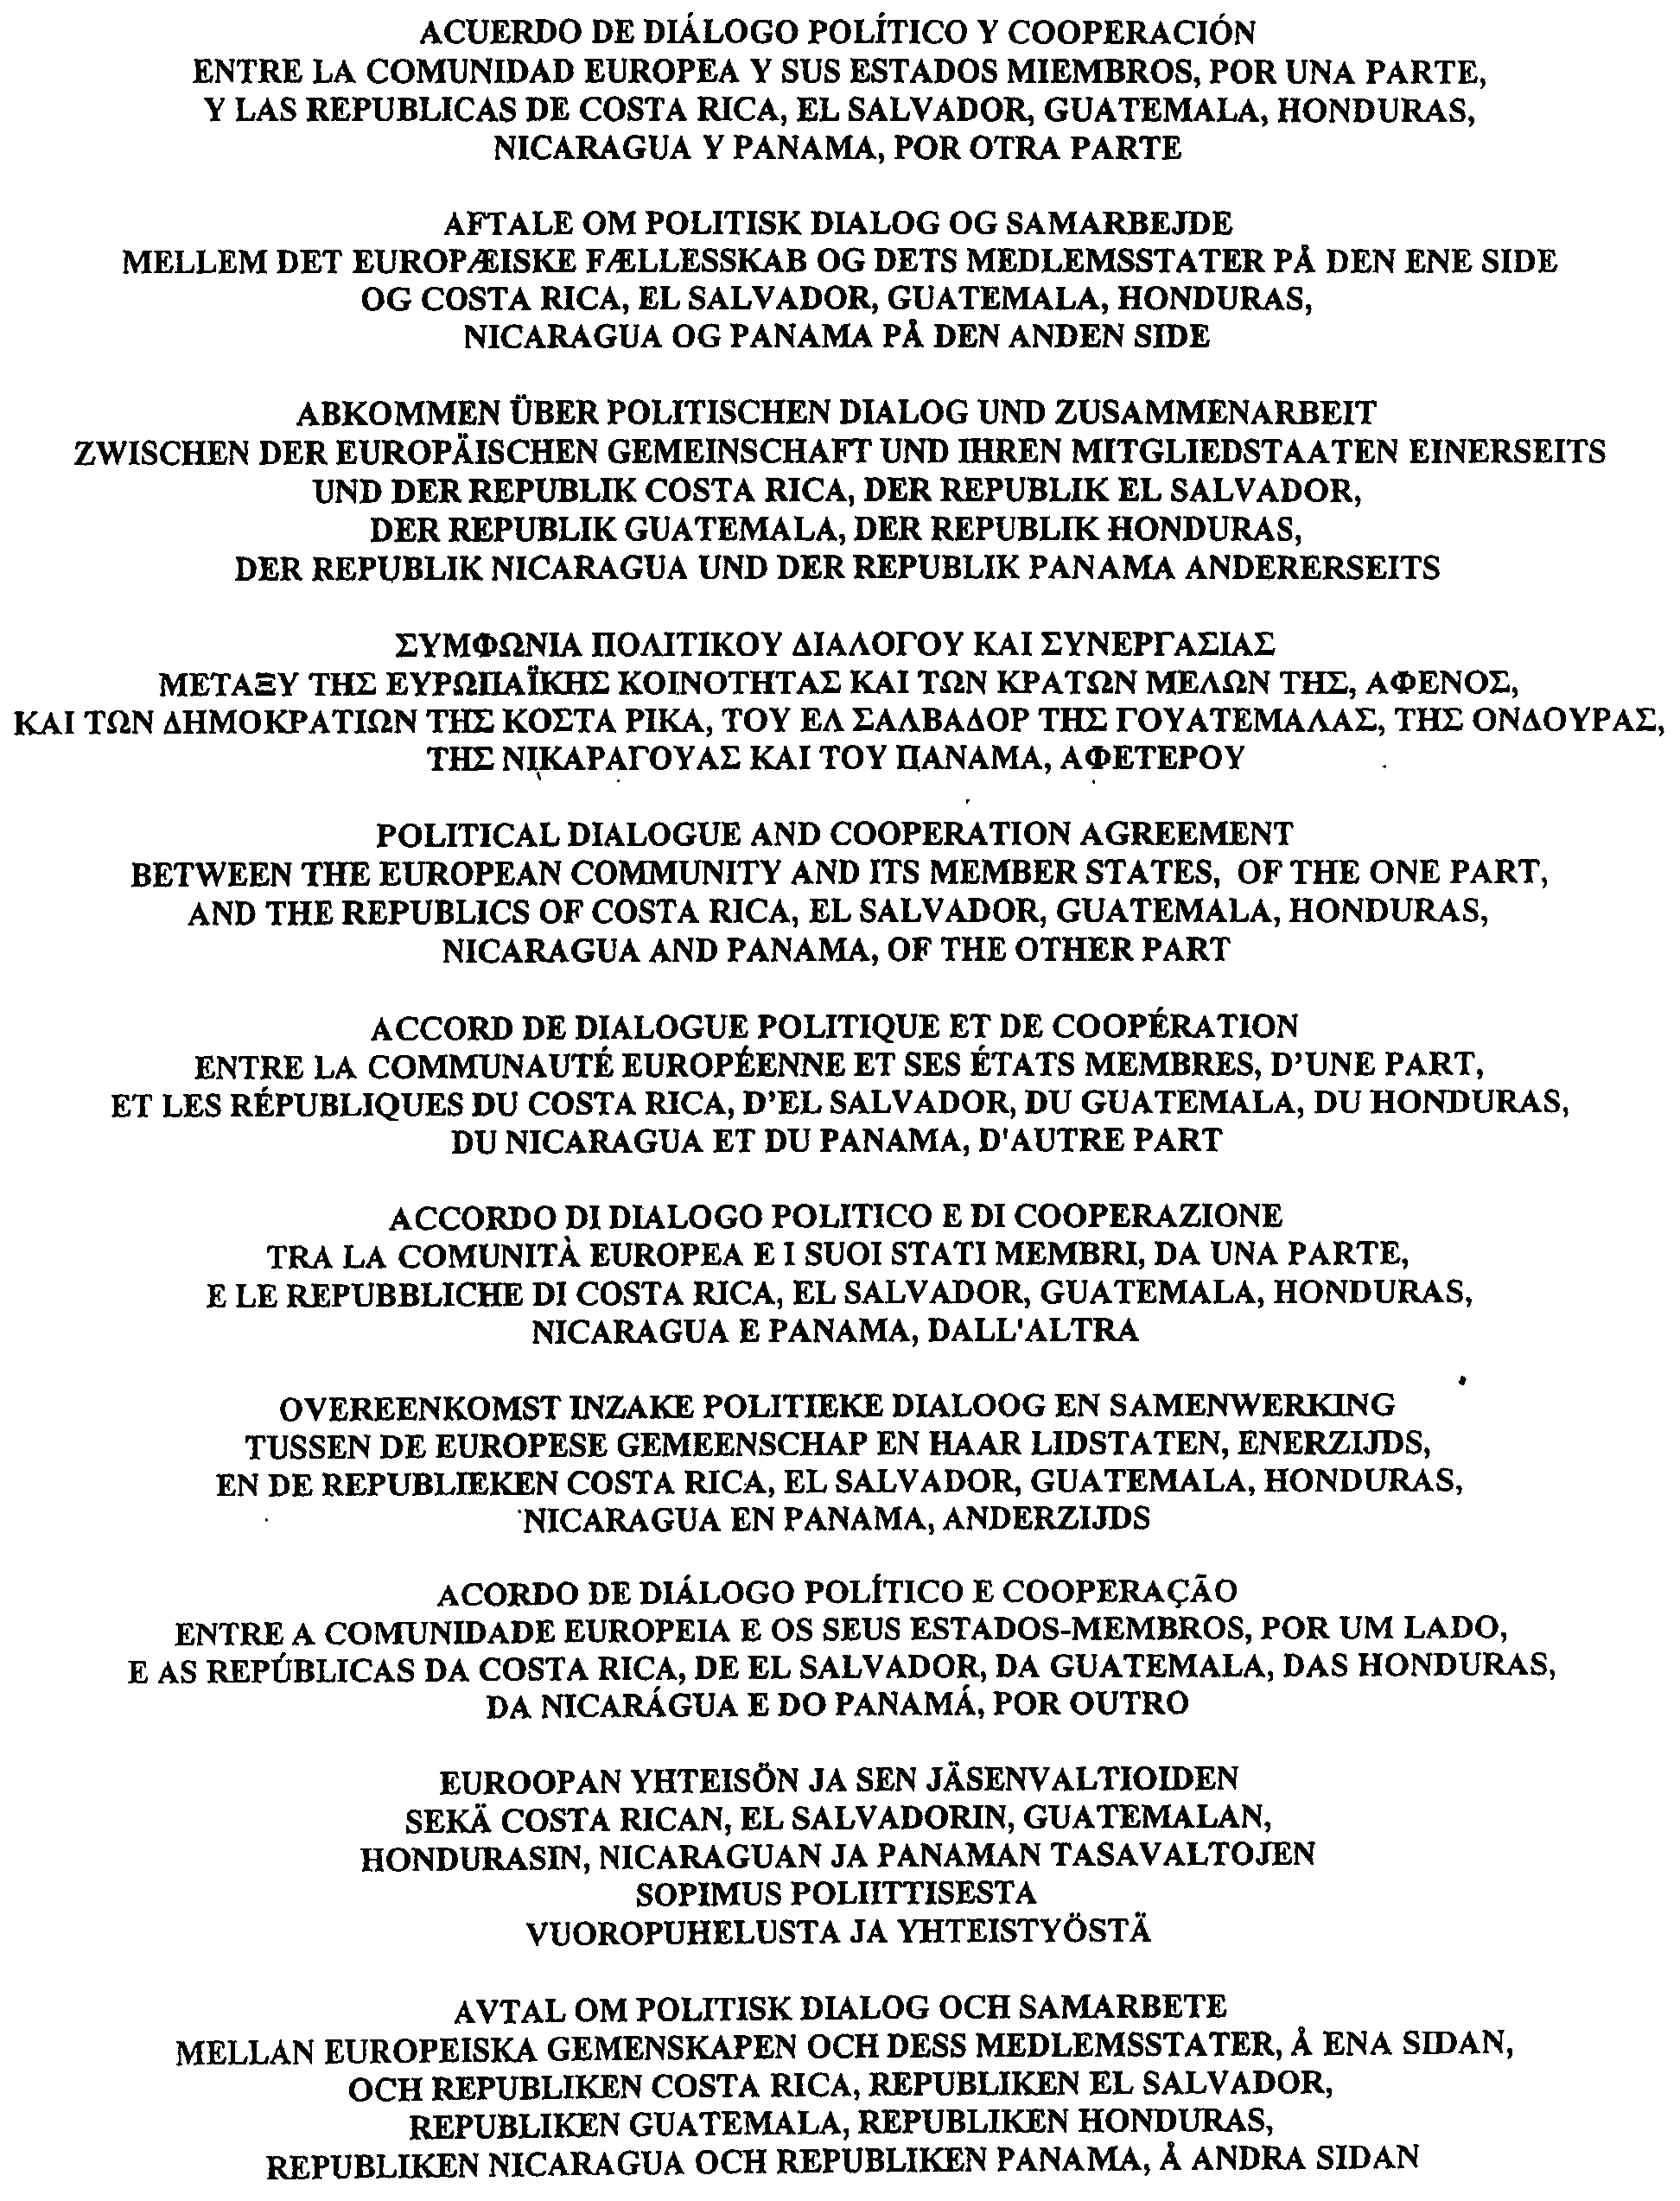 ACUERDO DE DIÁLOGO POLÍTICO Y COOPERACIÓN
ENTRE LA COMUNIDAD EUROPEA Y SUS ESTADOS MIEMBROS, POR UNA PARTE,
Y LAS REPUBLICAS DE COSTA RICA, EL SALVADOR, GUATEMALA, HONDURAS,
NICARAGUA Y PANAMA, POR OTRA PARTE
AFTALE OM POLITISK DIALOG OG SAMARBEJDE
MELLEM DET EUROPÆISKE FÆLLESSKAB OG DETS MEDLEMSSTATER PÅ DEN ENE SIDE
OG COSTA RICA, EL SALVADOR, GUATEMALA, HONDURAS,
NICARAGUA OG PANAMA PÅ DEN ANDEN SIDE
ABKOMMEN ÜBER POLITISCHEN DIALOG UND ZUSAMMENARBEIT
ZWISCHEN DER EUROPÄISCHEN GEMEINSCHAFT UND IHREN MITGLIEDSTAATEN EINERSEITS
UND DER REPUBLIK COSTA RICA, DER REPUBLIK EL SALVADOR,
DER REPUBLIK GUATEMALA, DER REPUBLIK HONDURAS,
DER REPUBLIK NICARAGUA UND DER REPUBLIK PANAMA ANDERERSEITS
ΣΥΜΦΩΝΙΑ ΠΟΛΙΤΙΚΟΥ ΔΙΑΛΟΓΟΥ ΚΑΙ ΣΥΝΕΡΓΑΣΙΑΣ
ΜΕΤΑΞΥ ΤΗΣ ΕΥΡΩΠΑΪΚΗΣ ΚΟΙΝΟΤΗΤΑΣ ΚΑΙ ΤΩΝ ΚΡΑΤΩΝ ΜΕΛΩΝ ΤΗΣ, ΑΦΕΝΟΣ,
ΚΑΙ ΤΩΝ ΔΗΜΟΚΡΑΤΙΩΝ ΤΗΣ ΚΟΣΤΑ ΡΙΚΑ, ΤΟΥ ΕΛ ΣΑΛΒΑΔΟΡ ΤΗΣ ΓΟΥΑΤΕΜΑΛΑΣ, ΤΗΣ ΟΝΔΟΥΡΑΣ,
ΤΗΣ ΝΙΚΑΡΑΓΟΥΑΣ ΚΑΙ ΤΟΥ ΠΑΝΑΜΑ, ΑΦΕΤΕΡΟΥ
POLITICAL DIALOGUE AND COOPERATION AGREEMENT
BETWEEN THE EUROPEAN COMMUNITY AND ITS MEMBER STATES, OF THE ONE PART,
AND THE REPUBLICS OF COSTA RICA, EL SALVADOR, GUATEMALA, HONDURAS,
NICARAGUA AND PANAMA, OF THE OTHER PART
ACCORD DE DIALOGUE POLITIQUE ET DE COOPÉRATION
ENTRE LA COMMUNAUTÉ EUROPÉENNE ET SES ÉTATS MEMBRES, D'UNE PART,
ET LES RÉPUBLIQUES DU COSTA RICA, D'EL SALVADOR, DU GUATEMALA, DU HONDURAS,
DU NICARAGUA ET DU PANAMA, D'AUTRE PART
ACCORDO DI DIALOGO POLITICO E DI COOPERAZIONE
TRA LA COMUNITÀ EUROPEA E I SUOI STATI MEMBRI, DA UNA PARTE,
E LE REPUBBLICHE DI COSTA RICA, EL SALVADOR, GUATEMALA, HONDURAS,
NICARAGUA E PANAMA, DALL'ALTRA
OVEREENKOMST INZAKE POLITIEKE DIALOOG EN SAMENWERKING
TUSSEN DE EUROPESE GEMEENSCHAP EN HAAR LIDSTATEN, ENERZIJDS,
EN DE REPUBLIEKEN COSTA RICA, EL SALVADOR, GUATEMALA, HONDURAS,
NICARAGUA EN PANAMA, ANDERZIJDS
ACORDO DE DIÁLOGO POLÍTICO E COOPERAÇÃO
ENTRE A COMUNIDADE EUROPEIA E OS SEUS ESTADOS-MEMBROS, POR UM LADO,
E AS REPÚBLICAS DA COSTA RICA, DE EL SALVADOR, DA GUATEMALA, DAS HONDURAS,
DA NICARÁGUA E DO PANAMÁ, POR OUTRO
EUROOPAN YHTEISÖN JA SEN JÄSENVALTIOIDEN
SEKÄ COSTA RICAN, EL SALVADORIN, GUATEMALAN,
HONDURASIN, NICARAGUAN JA PANAMAN TASAVALTOJEN
SOPIMUS POLIITTISESTA
VUOROPUHELUSTA JA YHTEISTYÖSTÄ
AVTAL OM POLITISK DIALOG OCH SAMARBETE
MELLAN EUROPEISKA GEMENSKAPEN OCH DESS MEDLEMSSTATER, Å ENA SIDAN,
OCH REPUBLIKEN COSTA RICA, REPUBLIKEN EL SALVADOR,
REPUBLIKEN GUATEMALA, REPUBLIKEN HONDURAS,
REPUBLIKEN NICARAGUA OCH REPUBLIKEN PANAMA, Å ANDRA SIDAN